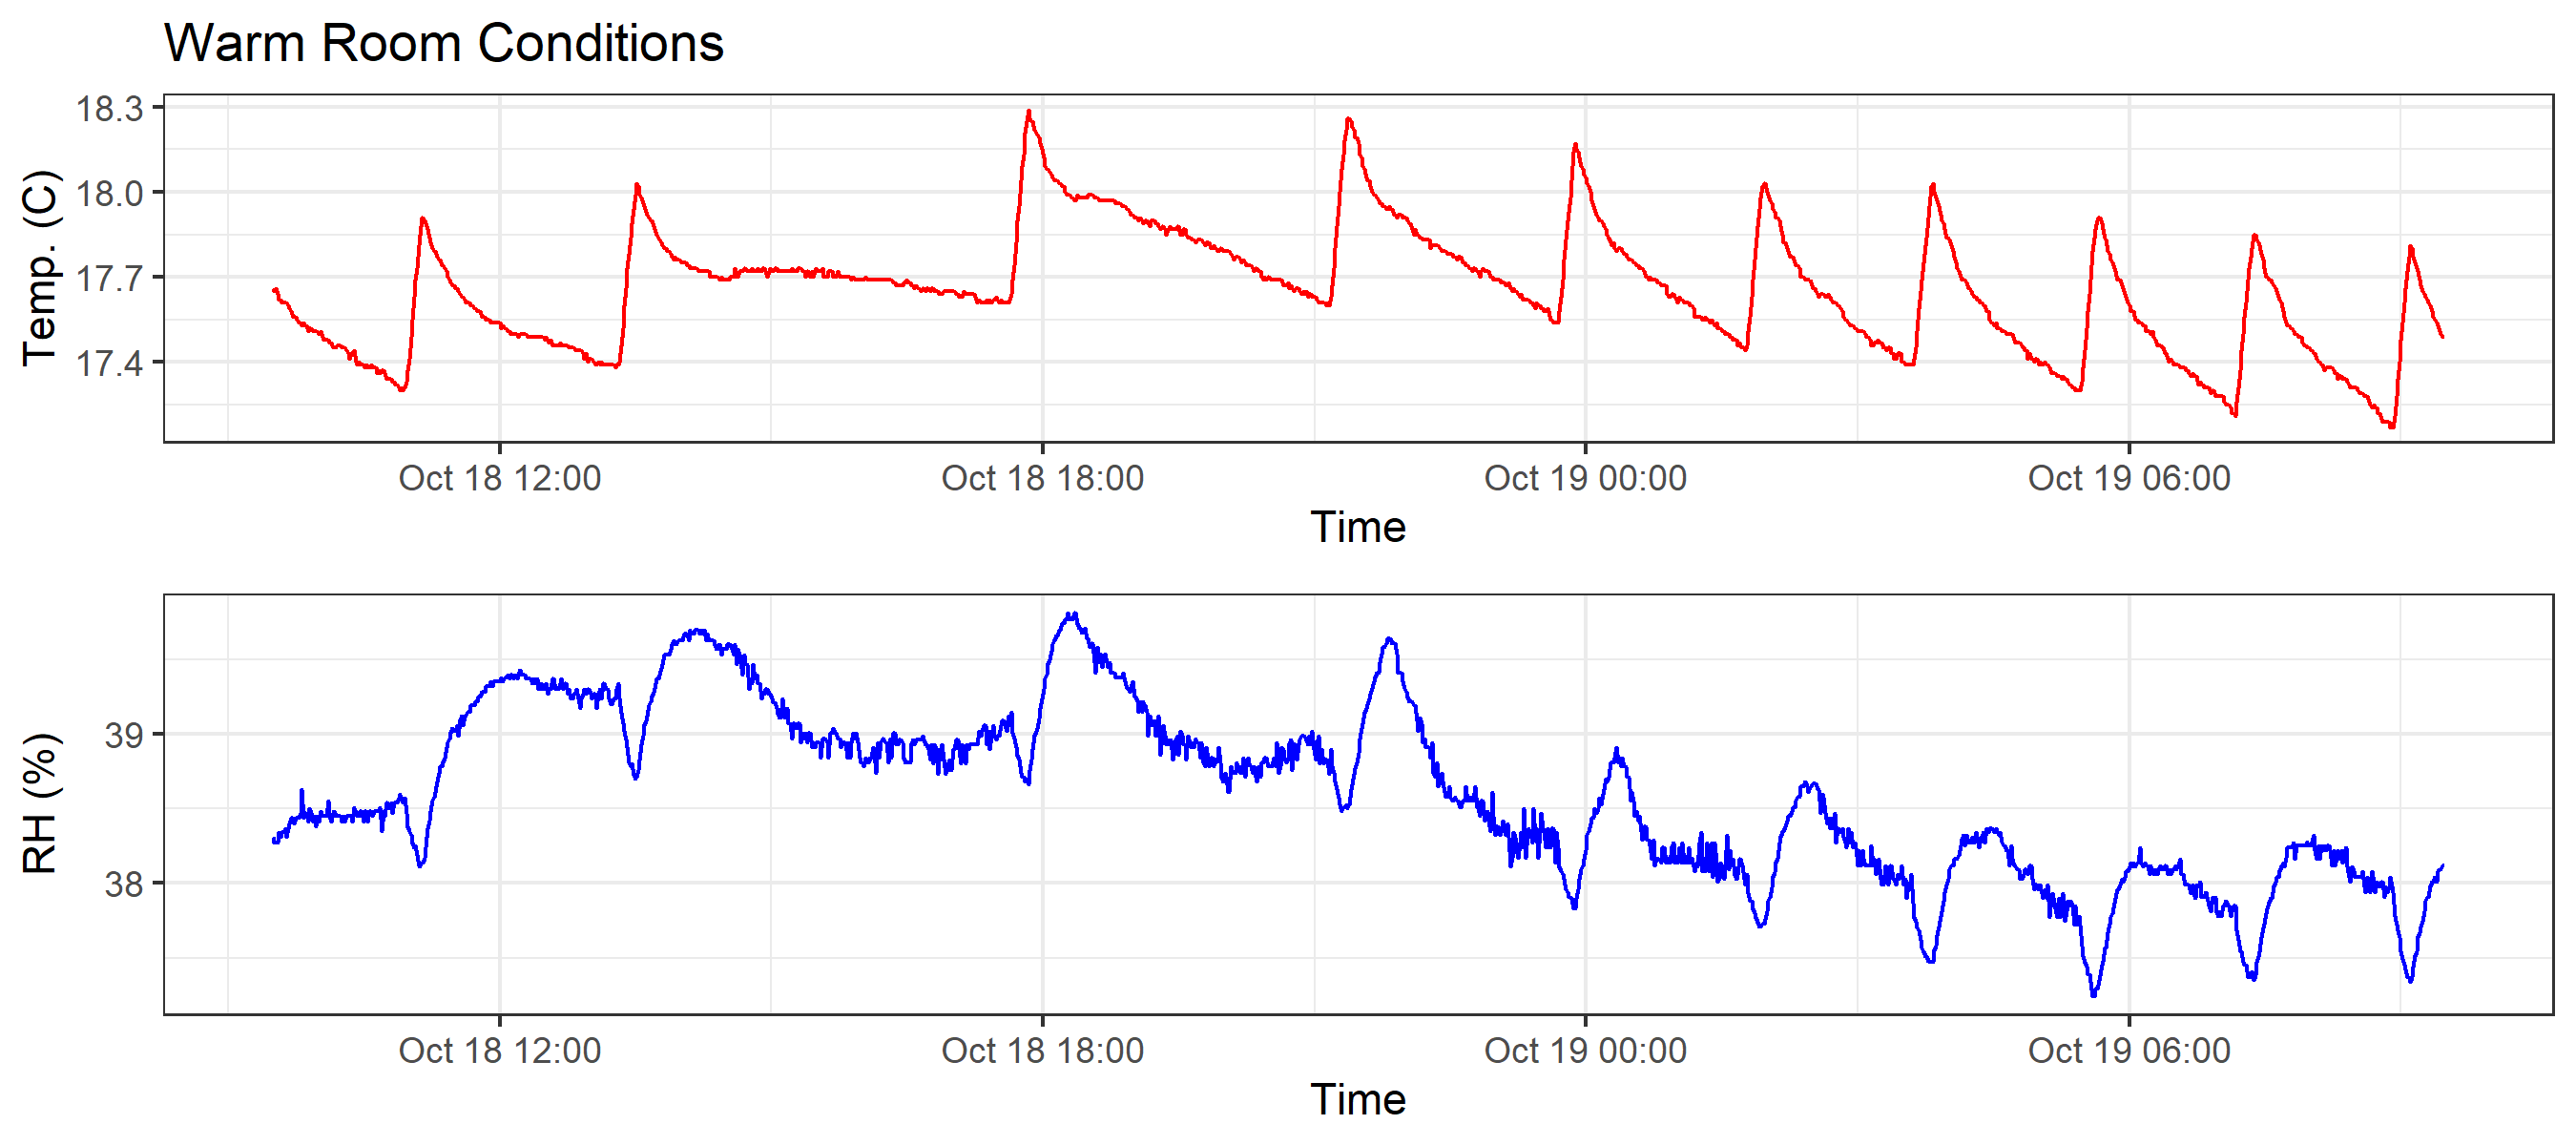 Warm Room Conditions
Temp. (C)
18.3
18.0
17.7
17.4
Oct 18 12:00 Oct 18 18:00 Oct 19 00:00 Oct 19 06:00
Time
RH (%)
39
38
Oct 18 12:00 Oct 18 18:00 Oct 19 00:00 Oct 19 06:00
Time